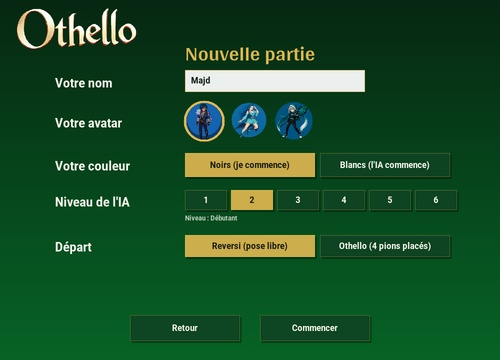 Othello
Nouvelle partie
Votre nom
Majd
Votre avatar
Votre couleur
Noirs (je commence)
Blancs (l'IA commence)
Niveau de l'IA
1 2 3 4 5 6
Niveau : Débutant
Départ
Reversi (pose libre)
Othello (4 pions placés)
Retour
Commencer